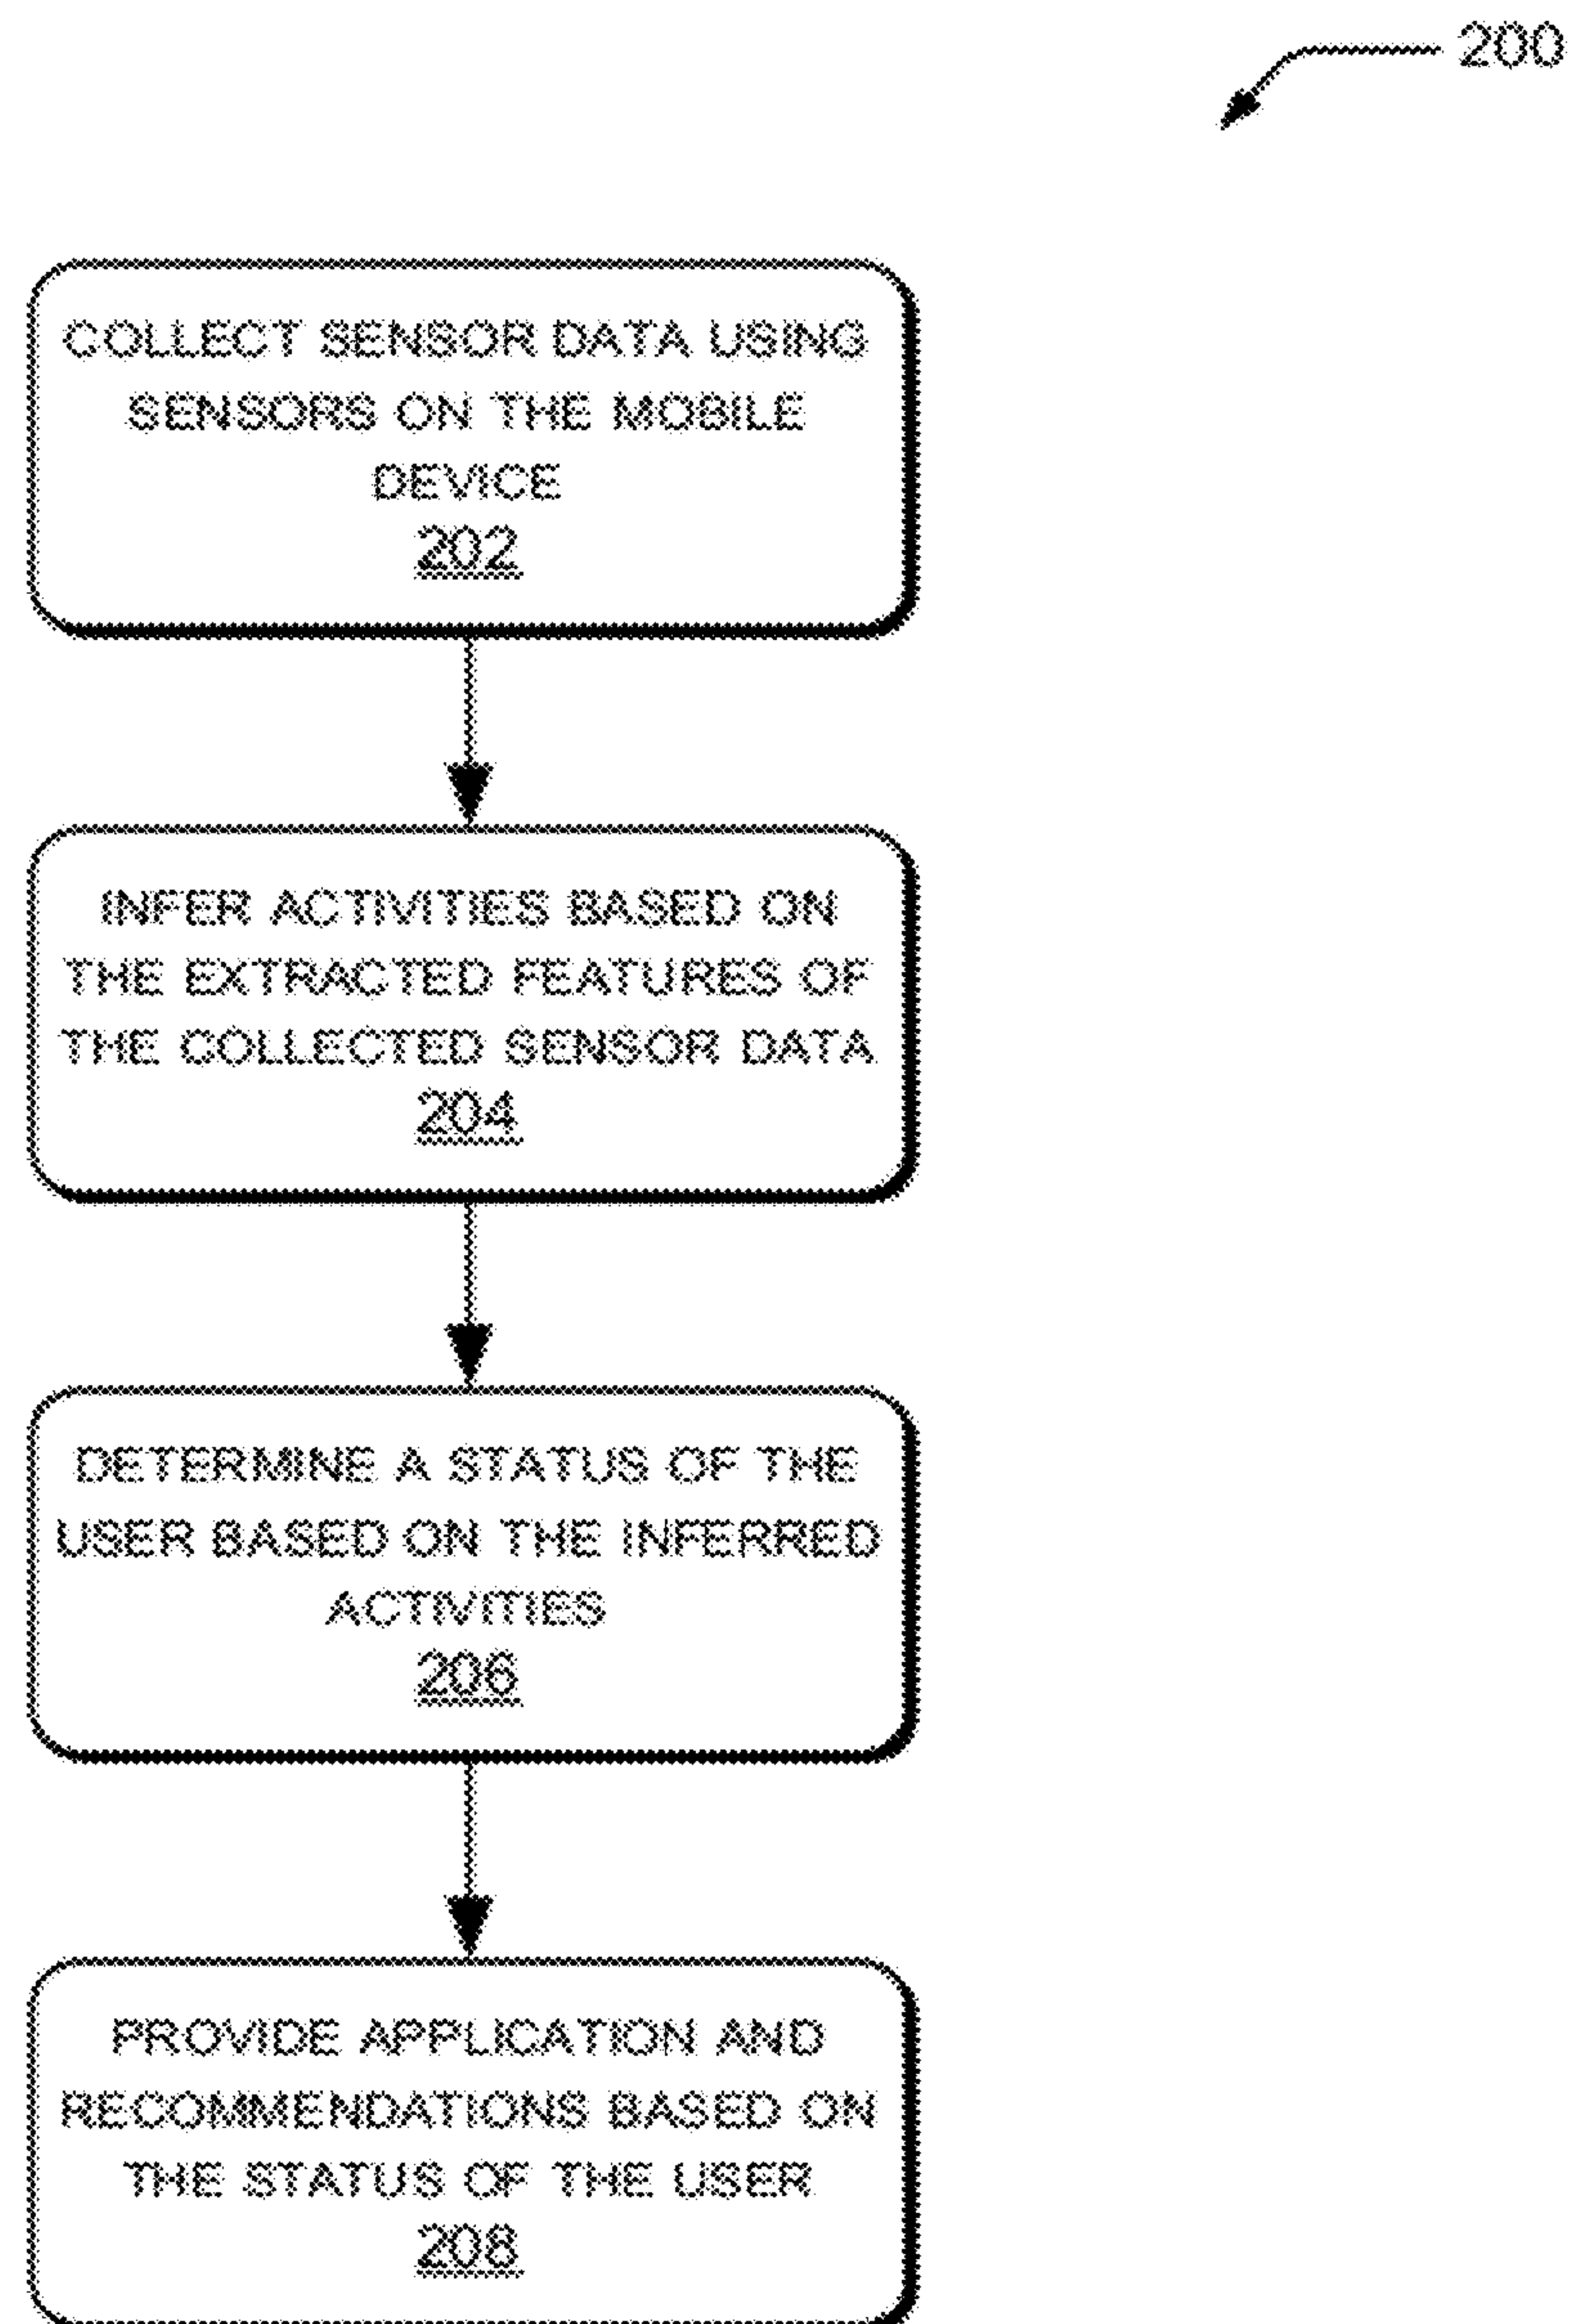 200
COLLECT SENSOR DATA USING
SENSORS ON THE MOBILE
DEVICE
202
INFER ACTIVITIES BASED ON
THE EXTRACTED FEATURES OF
THE COLLECTED SENSOR DATA
204
DETERMINE A STATUS OF THE
USER BASED ON THE INFERRED
ACTIVITIES
206
PROVIDE APPLICATION AND
RECOMMENDATIONS BASED ON
THE STATUS OF THE USER
208